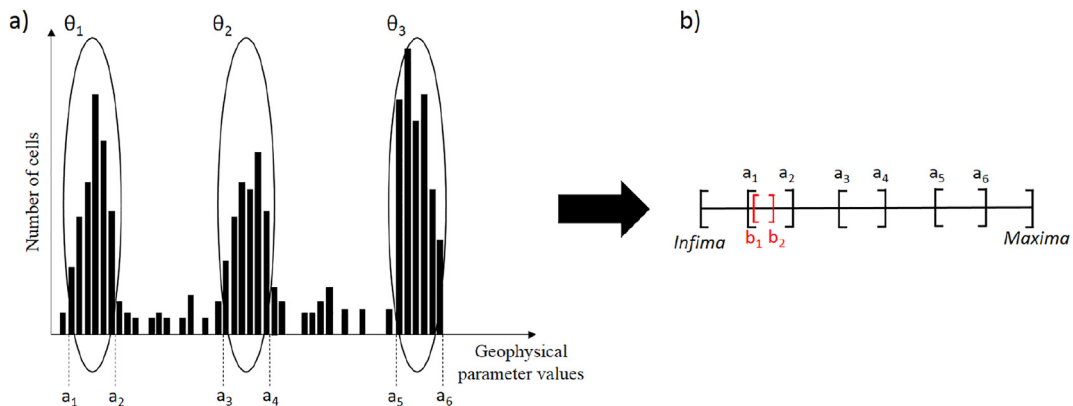 a)
θ1
θ2
θ3
b)
Number of cells
Geophysical
parameter values
a1
a2
a3
a4
a5
a6
a1
a2
a3
a4
a5
a6
b1
b2
Infima
Maxima